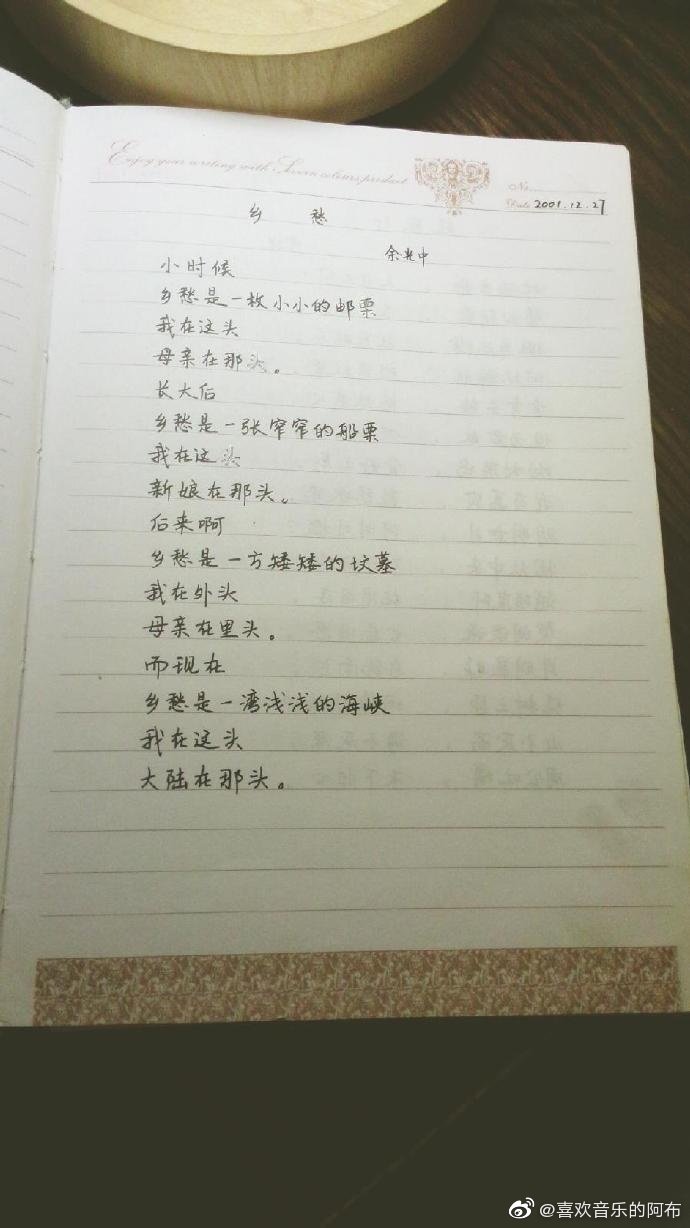 Enjoy your writing with Seven colours product
No.
Date 2001.12.27
乡 愁
余光中
小时候
乡愁是一枚小小的邮票
我在这头
母亲在那头。
长大后
乡愁是一张窄窄的船票
我在这头
新娘在那头。
后来啊
乡愁是一方矮矮的坟墓
我在外头
母亲在里头。
而现在
乡愁是一湾浅浅的海峡
我在这头
大陆在那头。
@喜欢音乐的阿布